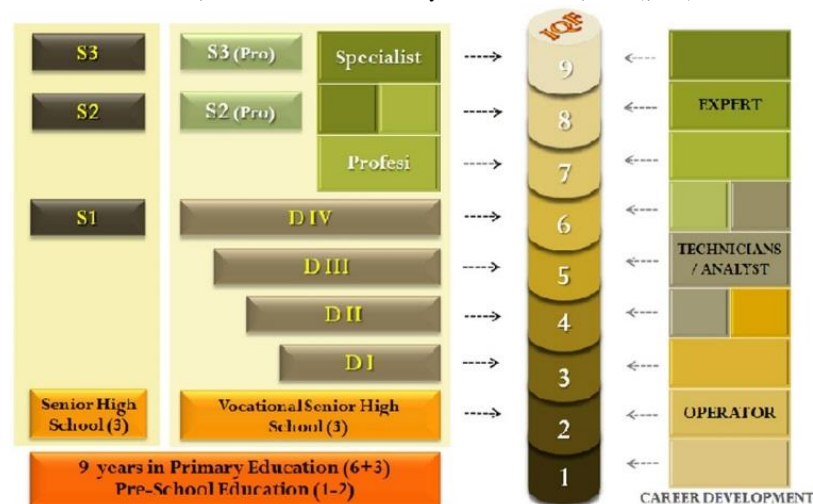 IQF
S3
S3 (Pro)
Specialist
9
S2
S2 (Pro)
8
EXPERT
Profesi
7
S1
D IV
6
D III
5
TECHNICIANS
/ ANALYST
D II
4
D I
3
Senior High
School (3)
Vocational Senior High
School (3)
2
OPERATOR
9 years in Primary Education (6+3)
Pre-School Education (1-2)
1
CAREER DEVELOPMENT